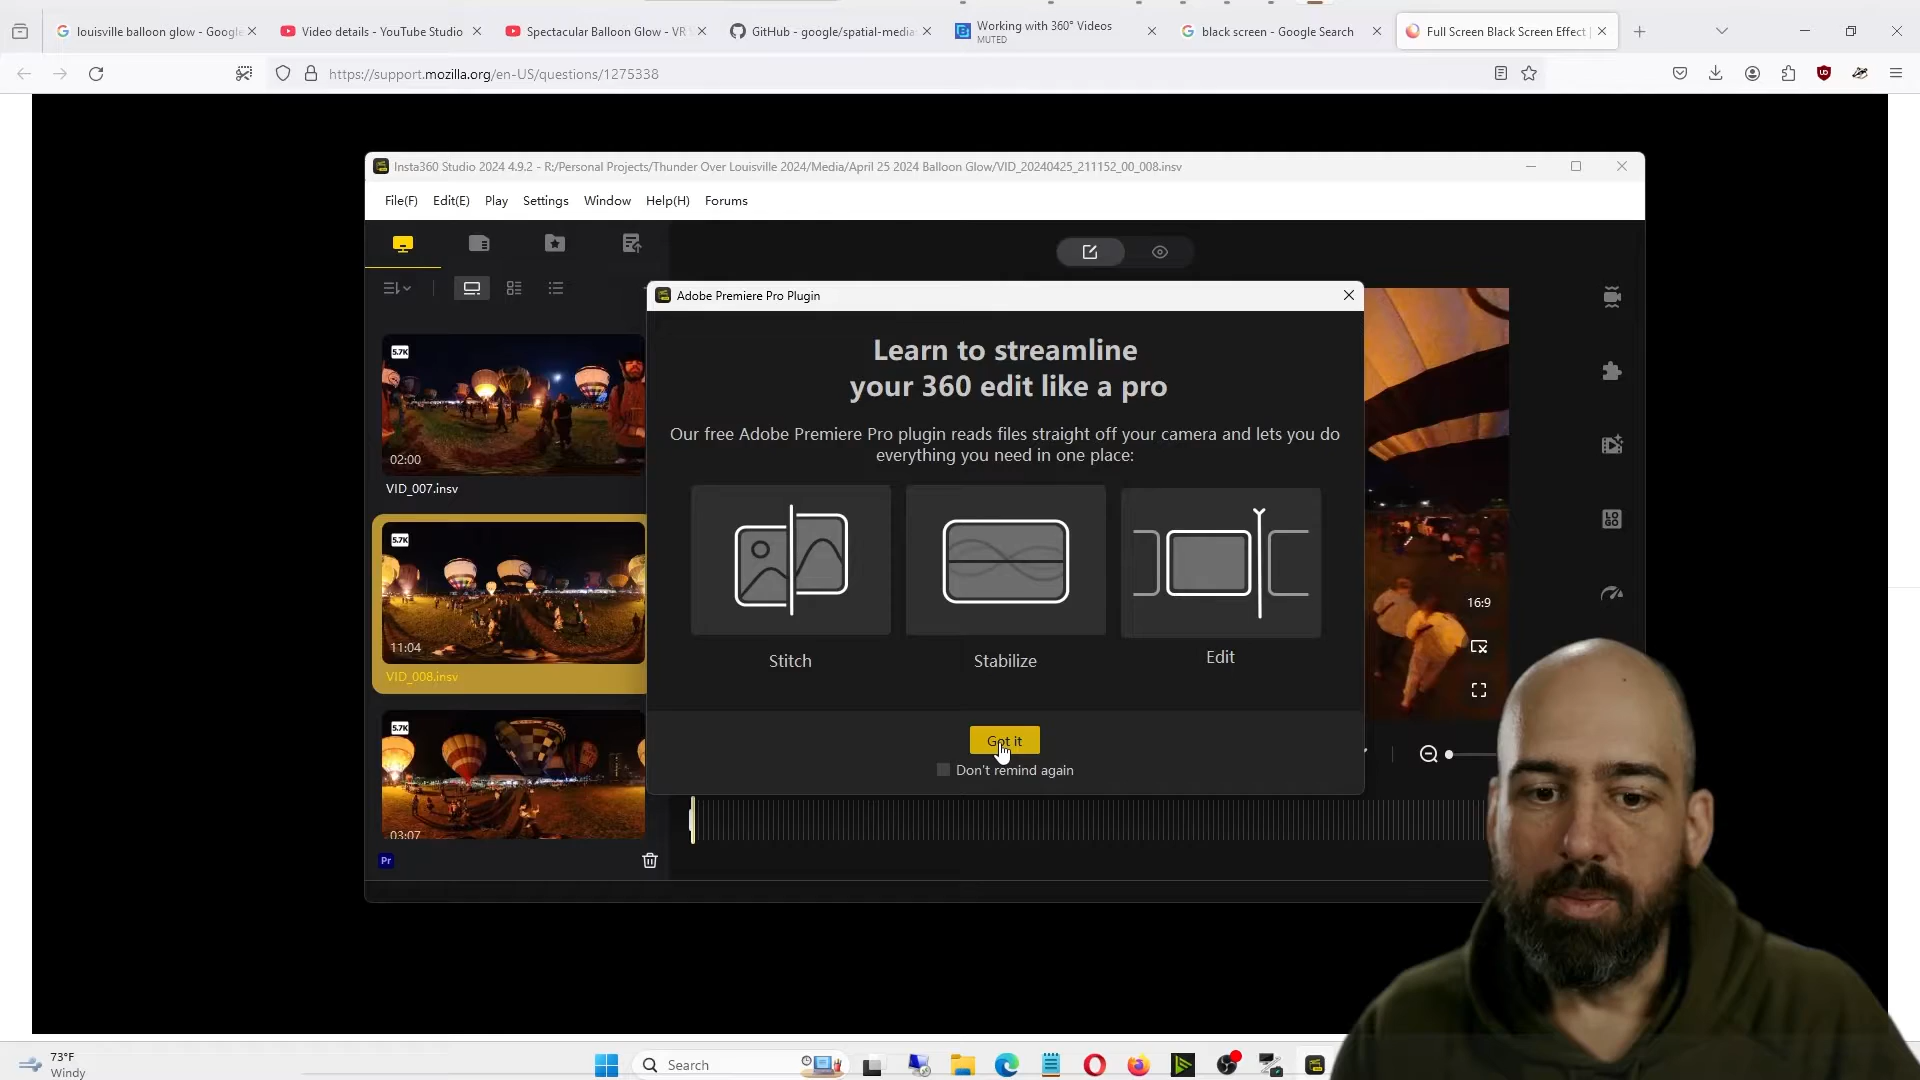 louisville balloon glow - Google
Video details - YouTube Studio
Spectacular Balloon Glow - VR
GitHub - google/spatial-media
Working with 360° Videos
MUTED
black screen - Google Search
Full Screen Black Screen Effect |
https://support.mozilla.org/en-US/questions/1275338
Insta360 Studio 2024 4.9.2 - R:/Personal Projects/Thunder Over Louisville 2024/Media/April 25 2024 Balloon Glow/VID_20240425_211152_00_008.insv
File(F) Edit(E) Play Settings Window Help(H) Forums
Adobe Premiere Pro Plugin
Learn to streamline
your 360 edit like a pro
Our free Adobe Premiere Pro plugin reads files straight off your camera and lets you do
everything you need in one place:
Stitch
Stabilize
Edit
Got it
Don't remind again
5.7K
02:00
VID_007.insv
5.7K
11:04
VID_008.insv
5.7K
03:07
Pr
LOGO
16:9
73°F
Windy
Search